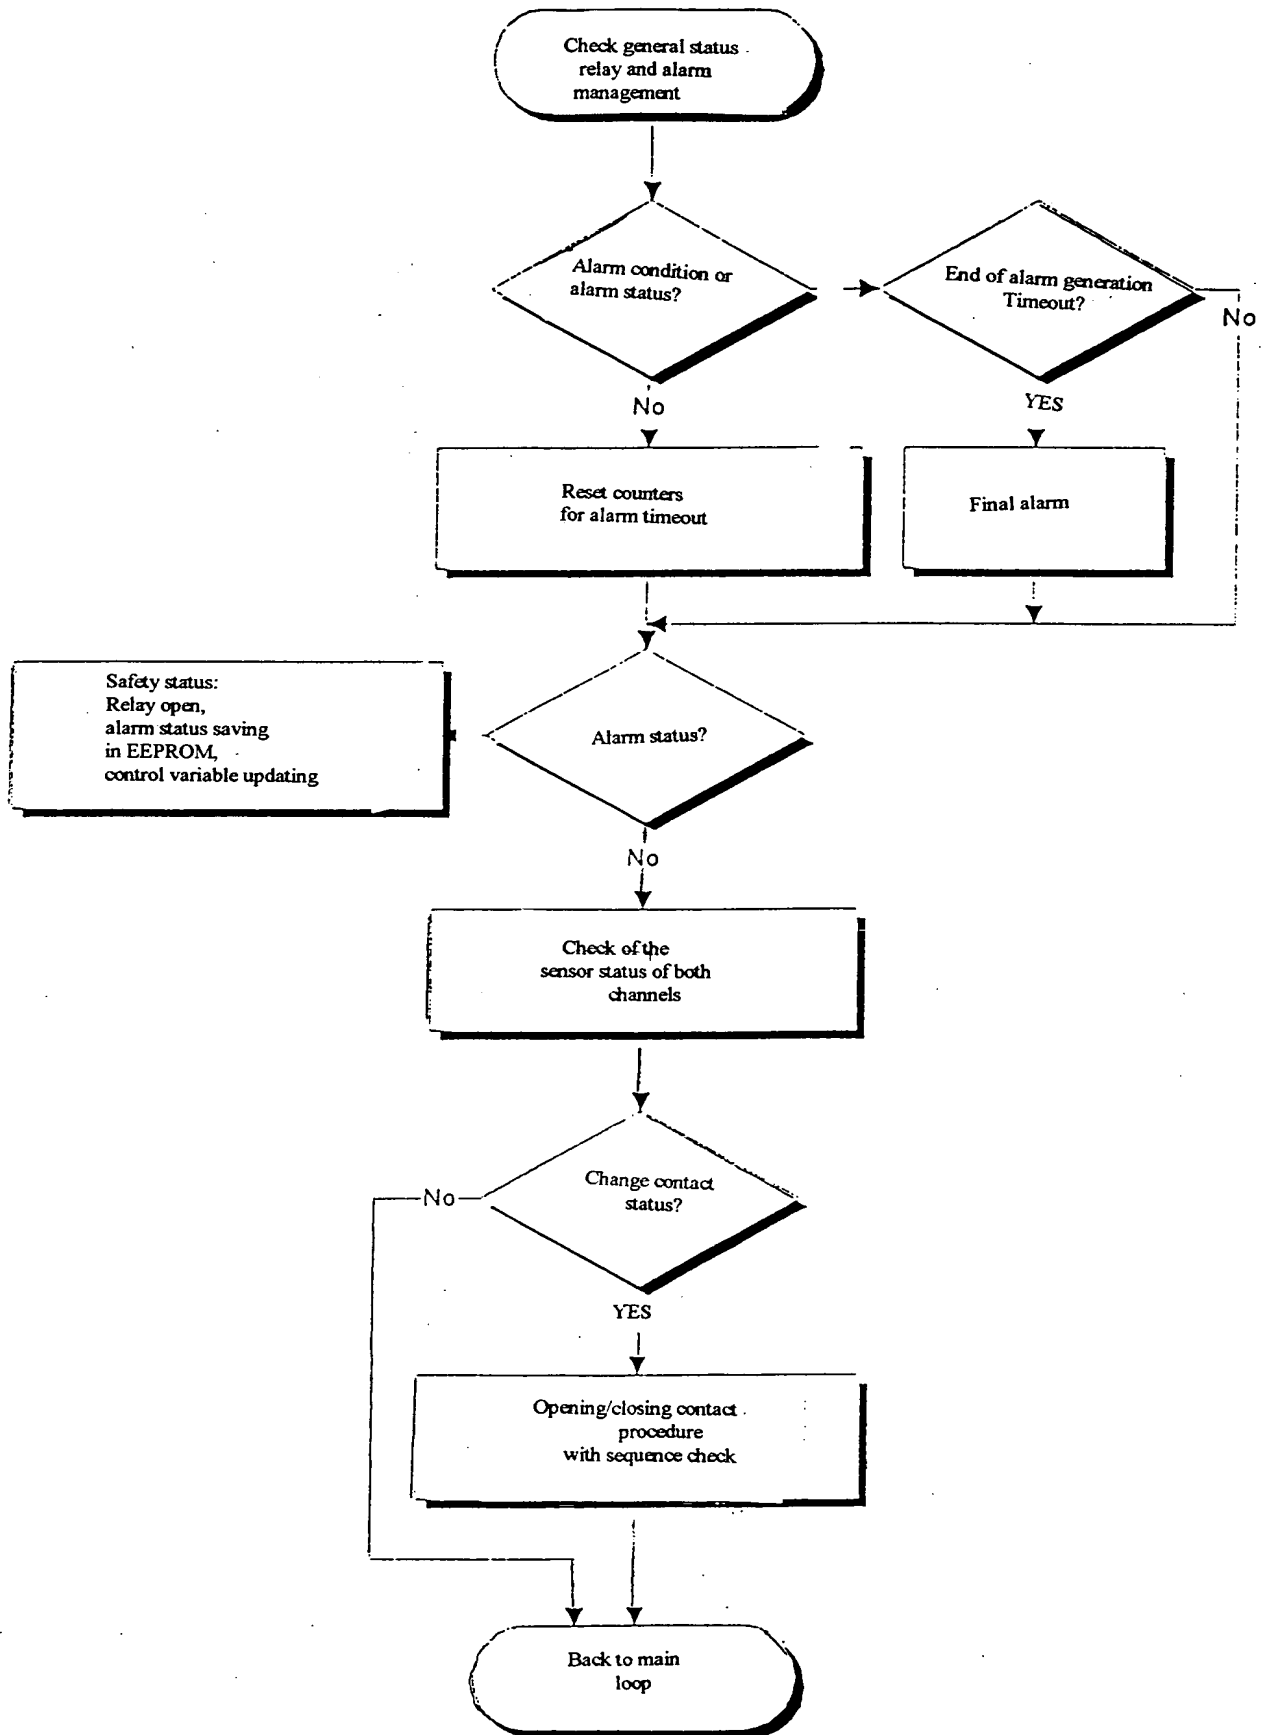 Check general status
relay and alarm
management
Alarm condition or
alarm status?
End of alarm generation
Timeout?
No
No
YES
Reset counters
for alarm timeout
Final alarm
Safety status:
Relay open,
alarm status saving
in EEPROM,
control variable updating
Alarm status?
No
Check of the
sensor status of both
channels
Change contact
status?
No
YES
Opening/closing contact
procedure
with sequence check
Back to main
loop